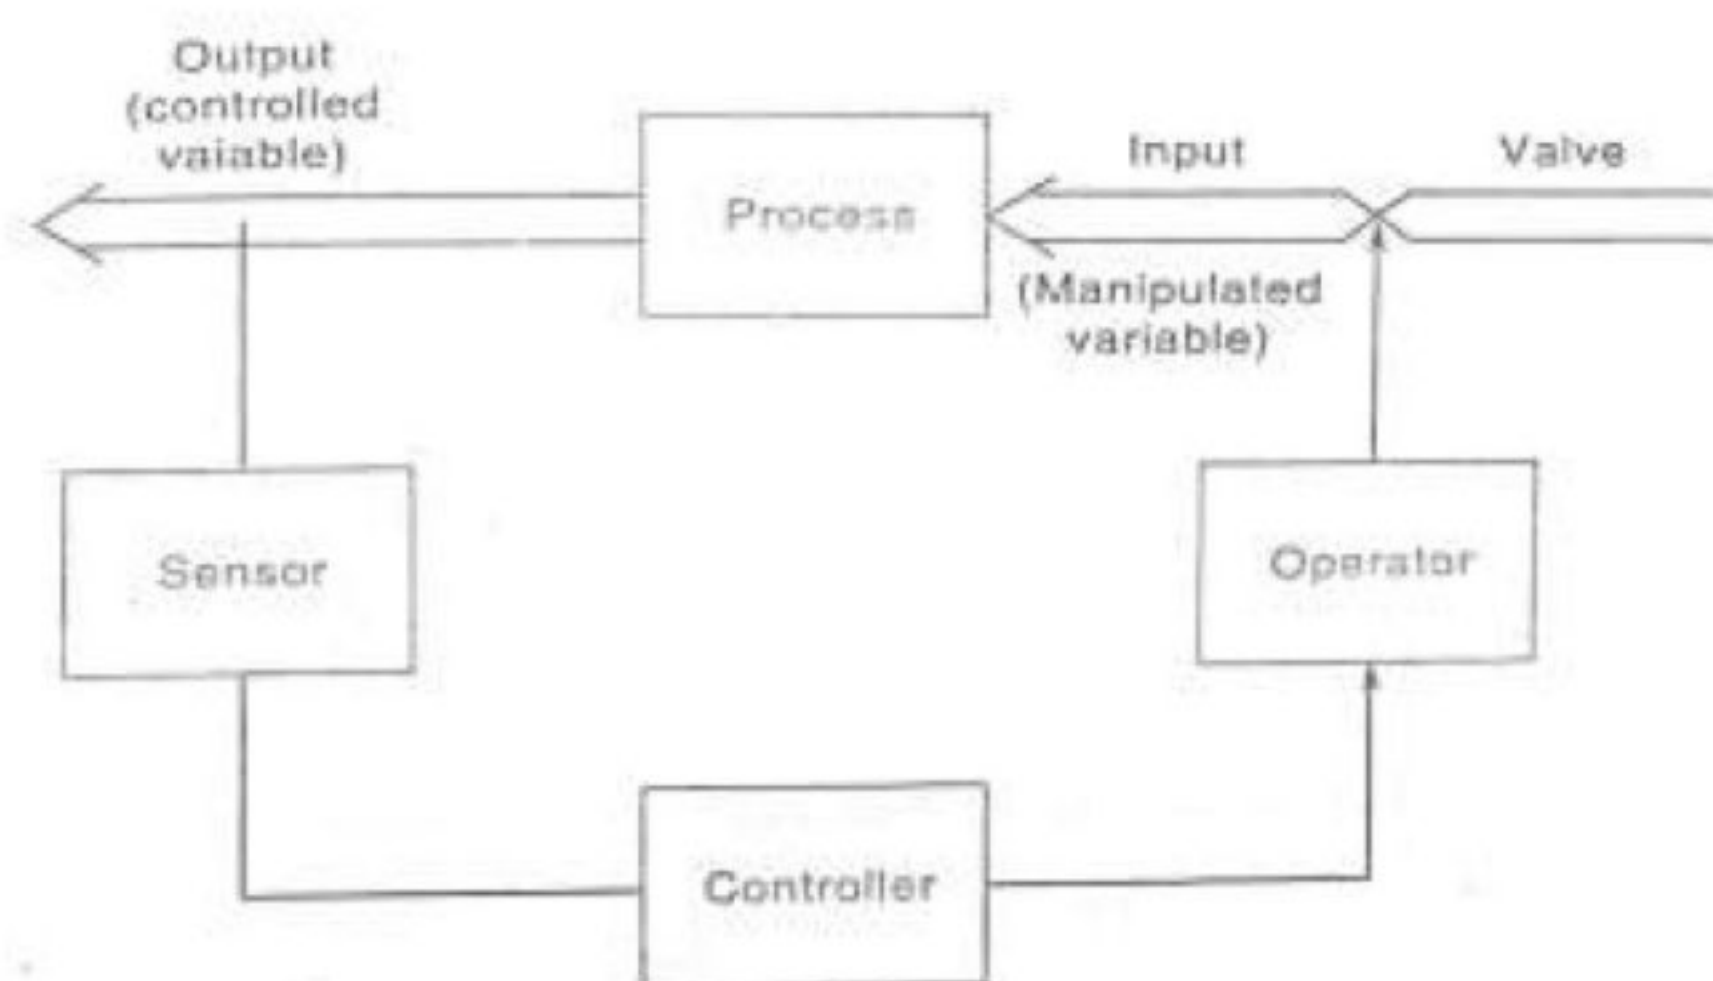 Output
(controlled
vaiable)
Process
Input
Valve
(Manipulated
variable)
Sensor
Operator
Controller